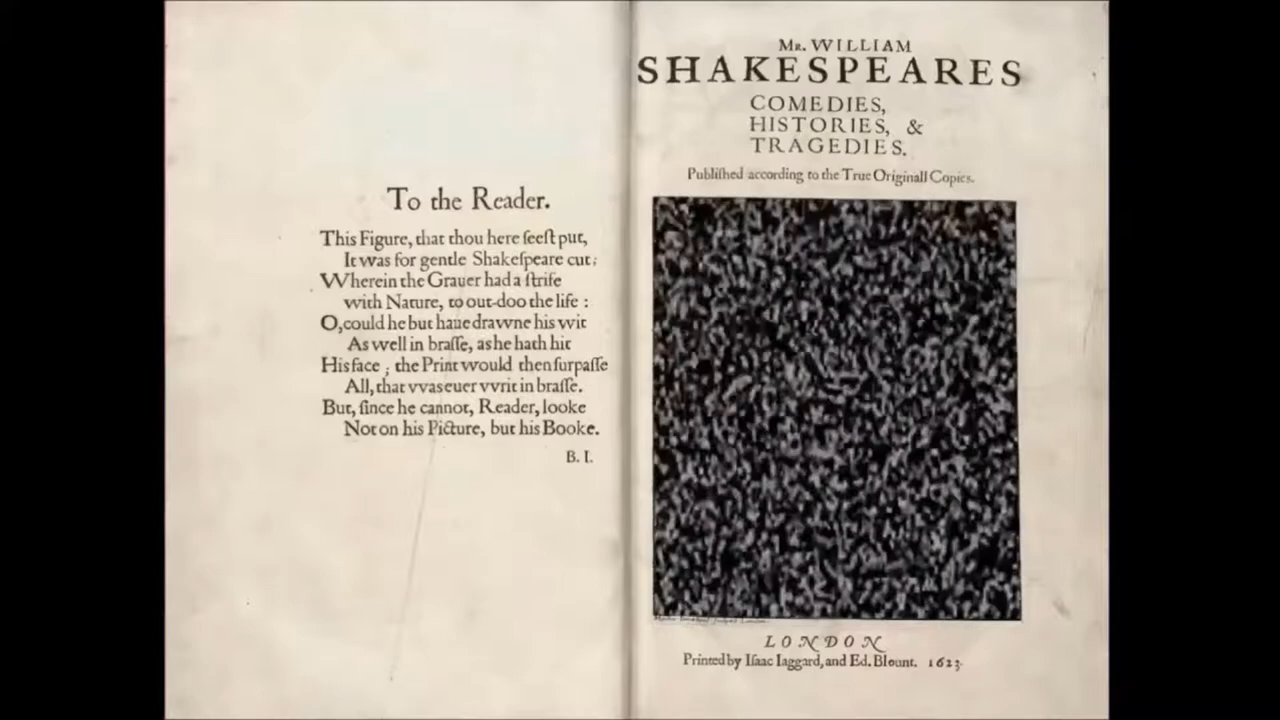 To the Reader.
This Figure, that thou here ſeeſt put,
It was for gentle Shakeſpeare cut;
Wherein the Grauer had a ſtrife
with Nature, to out-doo the life :
O, could he but haue drawne his wit
As well in braſſe, as he hath hit
His face ; the Print would then ſurpaſſe
All, that vvas euer vvrit in braſſe.
But, ſince he cannot, Reader, looke
Not on his Picture, but his Booke.
B. I.
Mr. WILLIAM
SHAKESPEARES
COMEDIES,
HISTORIES, &
TRAGEDIES.
Publiſhed according to the True Originall Copies.
LONDON
Printed by Iſaac Iaggard, and Ed. Blount. 1623.